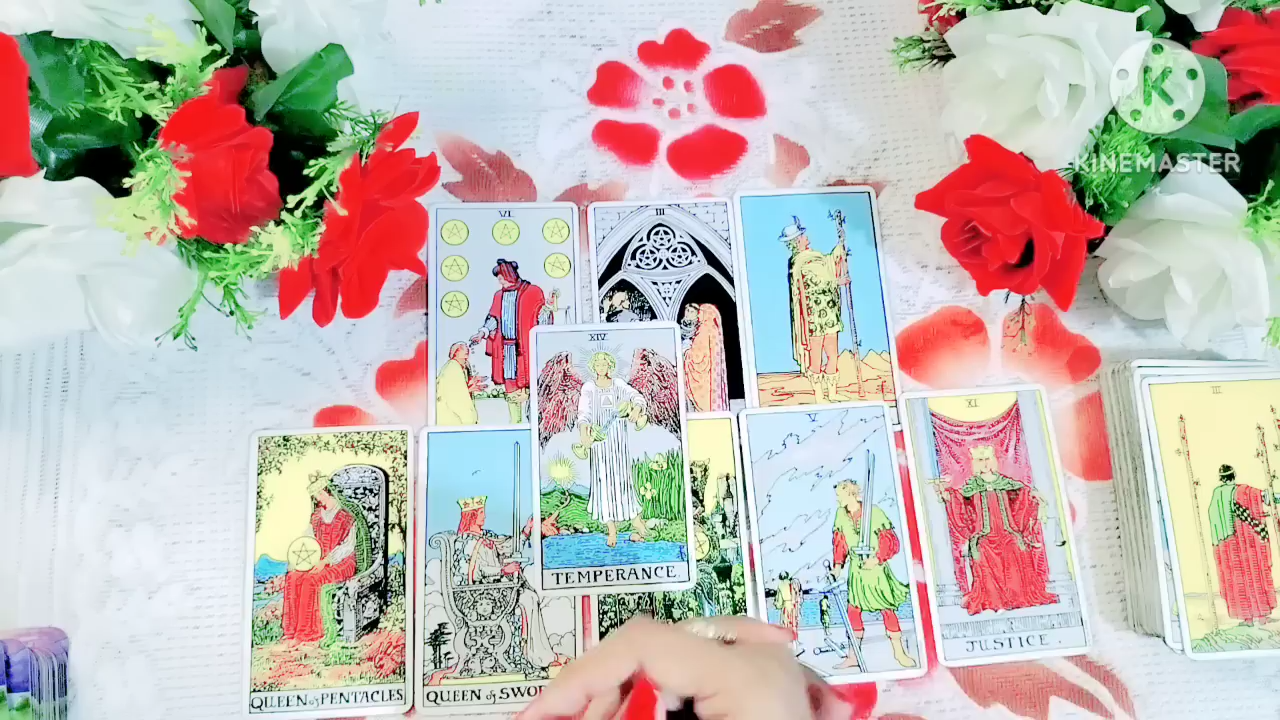 K
KINEMASTER
VI
III
XIV
TEMPERANCE
V
XI
JUSTICE
QUEEN of PENTACLES
QUEEN of SWO
III